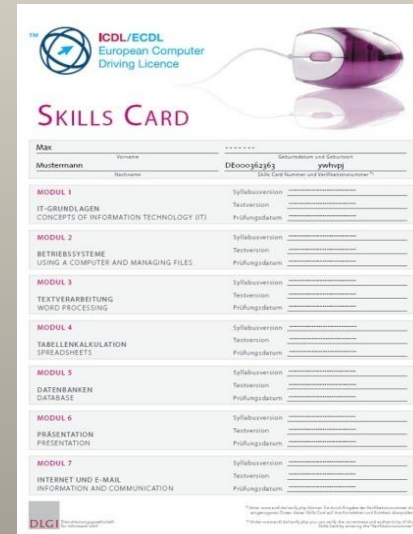 TM
ICDL/ECDL
European Computer
Driving Licence
SKILLS CARD
Max -------
Vorname Geburtsdatum und Geburtsort
Mustermann DE000362363 ywhvpj
Nachname Skills Card Nummer und Verifikationsnummer *)
MODUL 1 Syllabusversion
IT-GRUNDLAGEN Testversion
CONCEPTS OF INFORMATION TECHNOLOGY (IT) Prüfungsdatum
MODUL 2 Syllabusversion
BETRIEBSSYSTEME Testversion
USING A COMPUTER AND MANAGING FILES Prüfungsdatum
MODUL 3 Syllabusversion
TEXTVERARBEITUNG Testversion
WORD PROCESSING Prüfungsdatum
MODUL 4 Syllabusversion
TABELLENKALKULATION Testversion
SPREADSHEETS Prüfungsdatum
MODUL 5 Syllabusversion
DATENBANKEN Testversion
DATABASE Prüfungsdatum
MODUL 6 Syllabusversion
PRÄSENTATION Testversion
PRESENTATION Prüfungsdatum
MODUL 7 Syllabusversion
INTERNET UND E-MAIL Testversion
INFORMATION AND COMMUNICATION Prüfungsdatum
DLGI